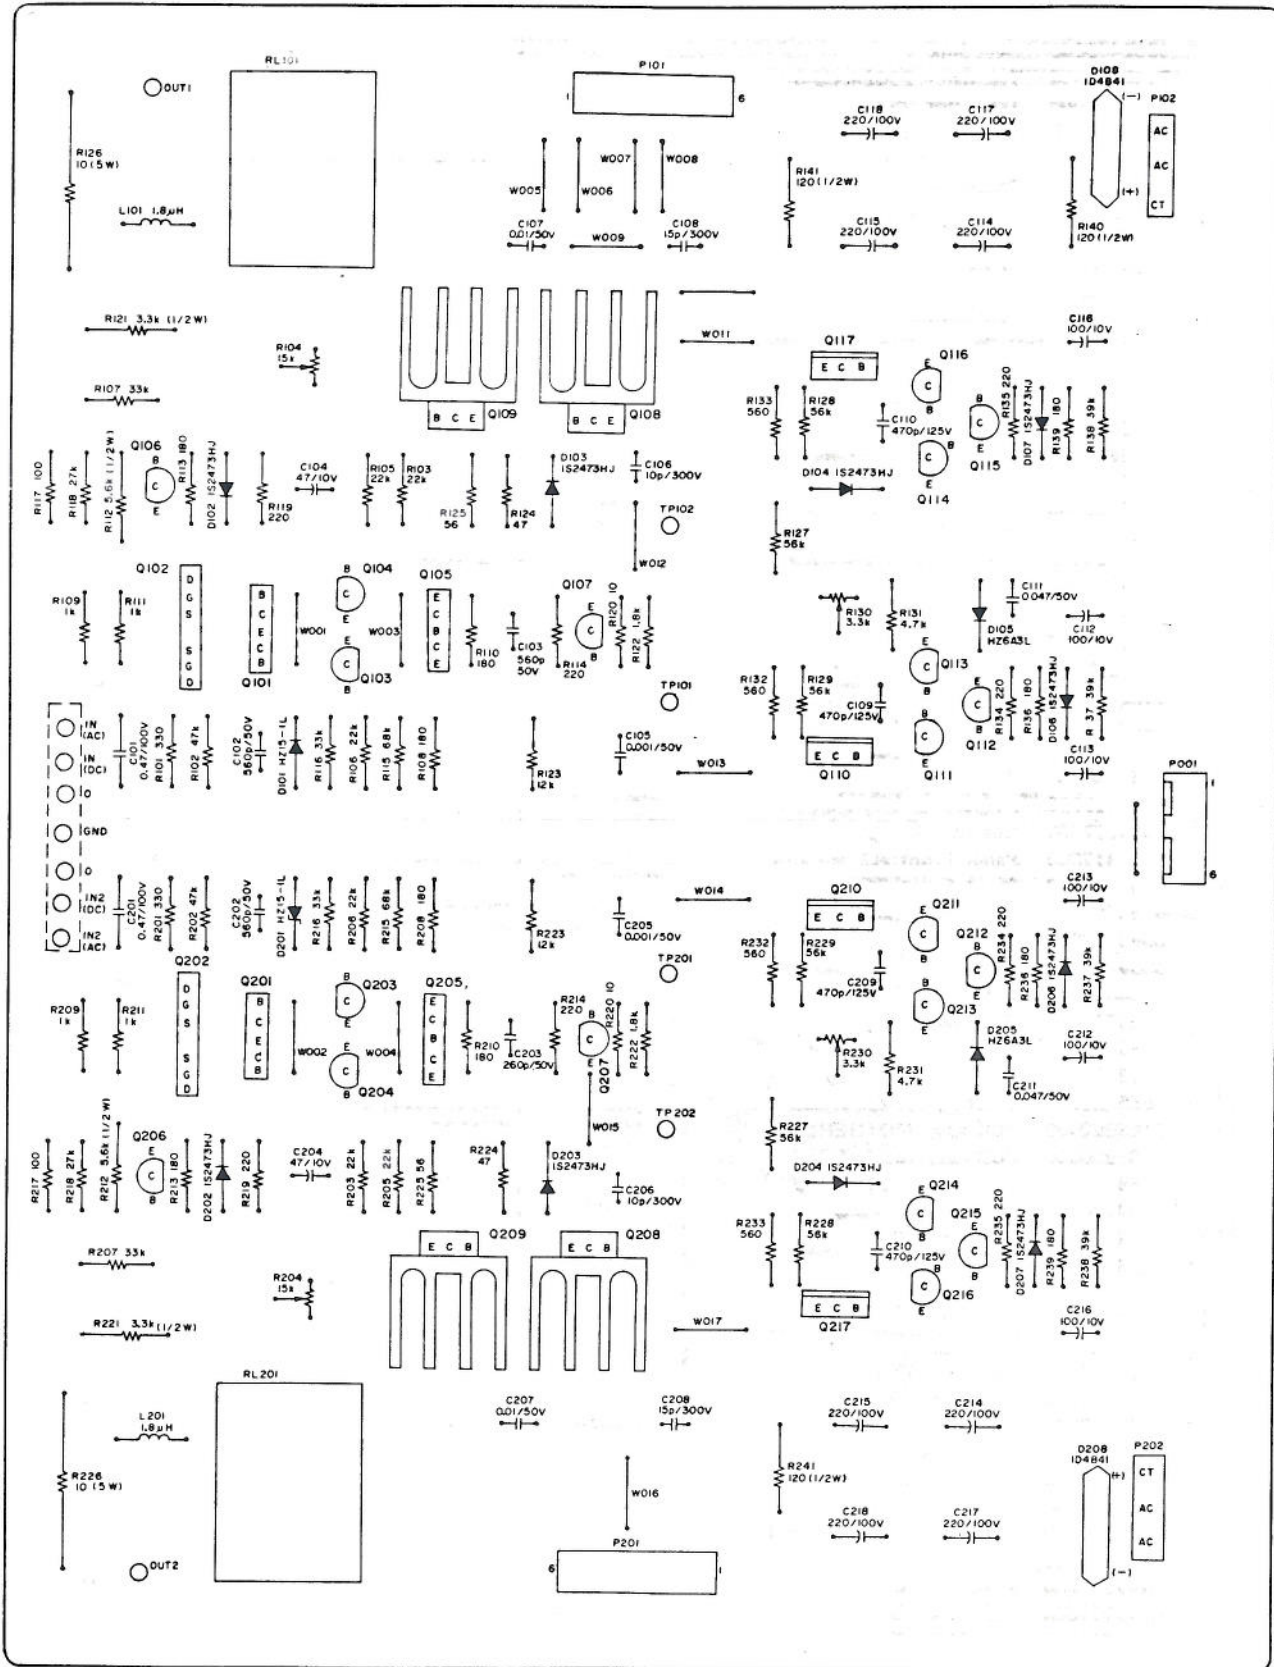 RL101
P101
D108
1D4841
(-)
P102
OUT1
1
6
C118
220/100V
C117
220/100V
AC
AC
CT
R126
10 (5W)
W007
W008
R141
120 (1/2W)
(+)
W005
W006
L101 1.8µH
C107
0.01/50V
W009
C108
15p/300V
C115
220/100V
C114
220/100V
R140
120 (1/2W)
R121 3.3k (1/2W)
R104
15k
W011
C116
100/10V
Q117
E C B
Q116
E
C
B
R107 33k
B C E
Q109
B C E
Q108
R133
560
R128
56k
C110
470p/125V
B
C
E
Q115
R135 220
D107 1S2473HJ
R139 180
R138 39k
R117 100
R118 27k
R112 5.6k (1/2W)
Q106
B
C
E
R113 180
D102 1S2473HJ
R119
220
C104
47/10V
R105
22k
R103
22k
R125
56
R124
47
D103
1S2473HJ
C106
10p/300V
D104 1S2473HJ
B
C
E
Q114
TP102
R127
56k
W012
Q102
D
G
S
S
G
D
B
C
E
C
B
Q101
B
C
E
Q104
Q105
E
C
B
C
E
Q107
E
C
B
R120 10
R122 1.8k
R109
1k
R111
1k
W001
W003
E
C
B
Q103
R110
180
C103
560p
50V
R114
220
R130
3.3k
R131
4.7k
C111
0.047/50V
D105
HZ6A3L
C112
100/10V
E
C
B
Q113
TP101
R132
560
R129
56k
C109
470p/125V
E
C
B
Q112
R134 220
R136 180
D106 1S2473HJ
R 37 39k
IN
(AC)
IN
(DC)
O
GND
O
IN2
(DC)
IN2
(AC)
C101
0.47/100V
R101 330
R102 47k
C102
560p/50V
D101 HZ15-1L
R116 33k
R106 22k
R115 68k
R108 180
R123
12k
C105
0.001/50V
W013
E C B
Q110
B
C
E
Q111
C113
100/10V
P001
1
6
C201
0.47/100V
R201 330
R202 47k
C202
560p/50V
D201 HZ15-1L
R216 33k
R206 22k
R215 68k
R208 180
R223
12k
C205
0.001/50V
W014
Q210
E C B
Q211
E
C
B
C213
100/10V
R232
560
R229
56k
C209
470p/125V
Q212
B
C
E
R234 220
R236 180
D206 1S2473HJ
R237 39k
TP201
Q202
D
G
S
S
G
D
Q201
B
C
E
C
B
B
C
E
Q203
Q205,
E
C
B
C
E
R214
220
B
C
E
Q207
R220 10
R222 1.8k
B
C
E
Q213
R209
1k
R211
1k
W002
W004
E
C
B
Q204
R210
180
C203
260p/50V
R230
3.3k
R231
4.7k
D205
HZ6A3L
C212
100/10V
C211
0.047/50V
TP202
W015
R227
56k
R217 100
R218 27k
R212 5.6k (1/2W)
Q206
E
C
B
R213 180
D202 1S2473HJ
R219 220
C204
47/10V
R203 22k
R205 22k
R225 56
R224
47
D203
1S2473HJ
C206
10p/300V
D204 1S2473HJ
E
C
B
Q214
Q215
E
C
B
R235 220
D207 1S2473HJ
R239 180
R238 39k
R233
560
R228
56k
C210
470p/125V
R207 33k
E C B
Q209
E C B
Q208
B
C
E
Q216
R204
15k
E C B
Q217
C216
100/10V
R221 3.3k (1/2W)
W017
RL201
C207
0.01/50V
C208
15p/300V
C215
220/100V
C214
220/100V
L201
1.8µH
R226
10 (5W)
W016
R241
120 (1/2W)
D208
1D4841
(+)
P202
CT
AC
AC
C218
220/100V
C217
220/100V
OUT2
P201
6
1
(-)